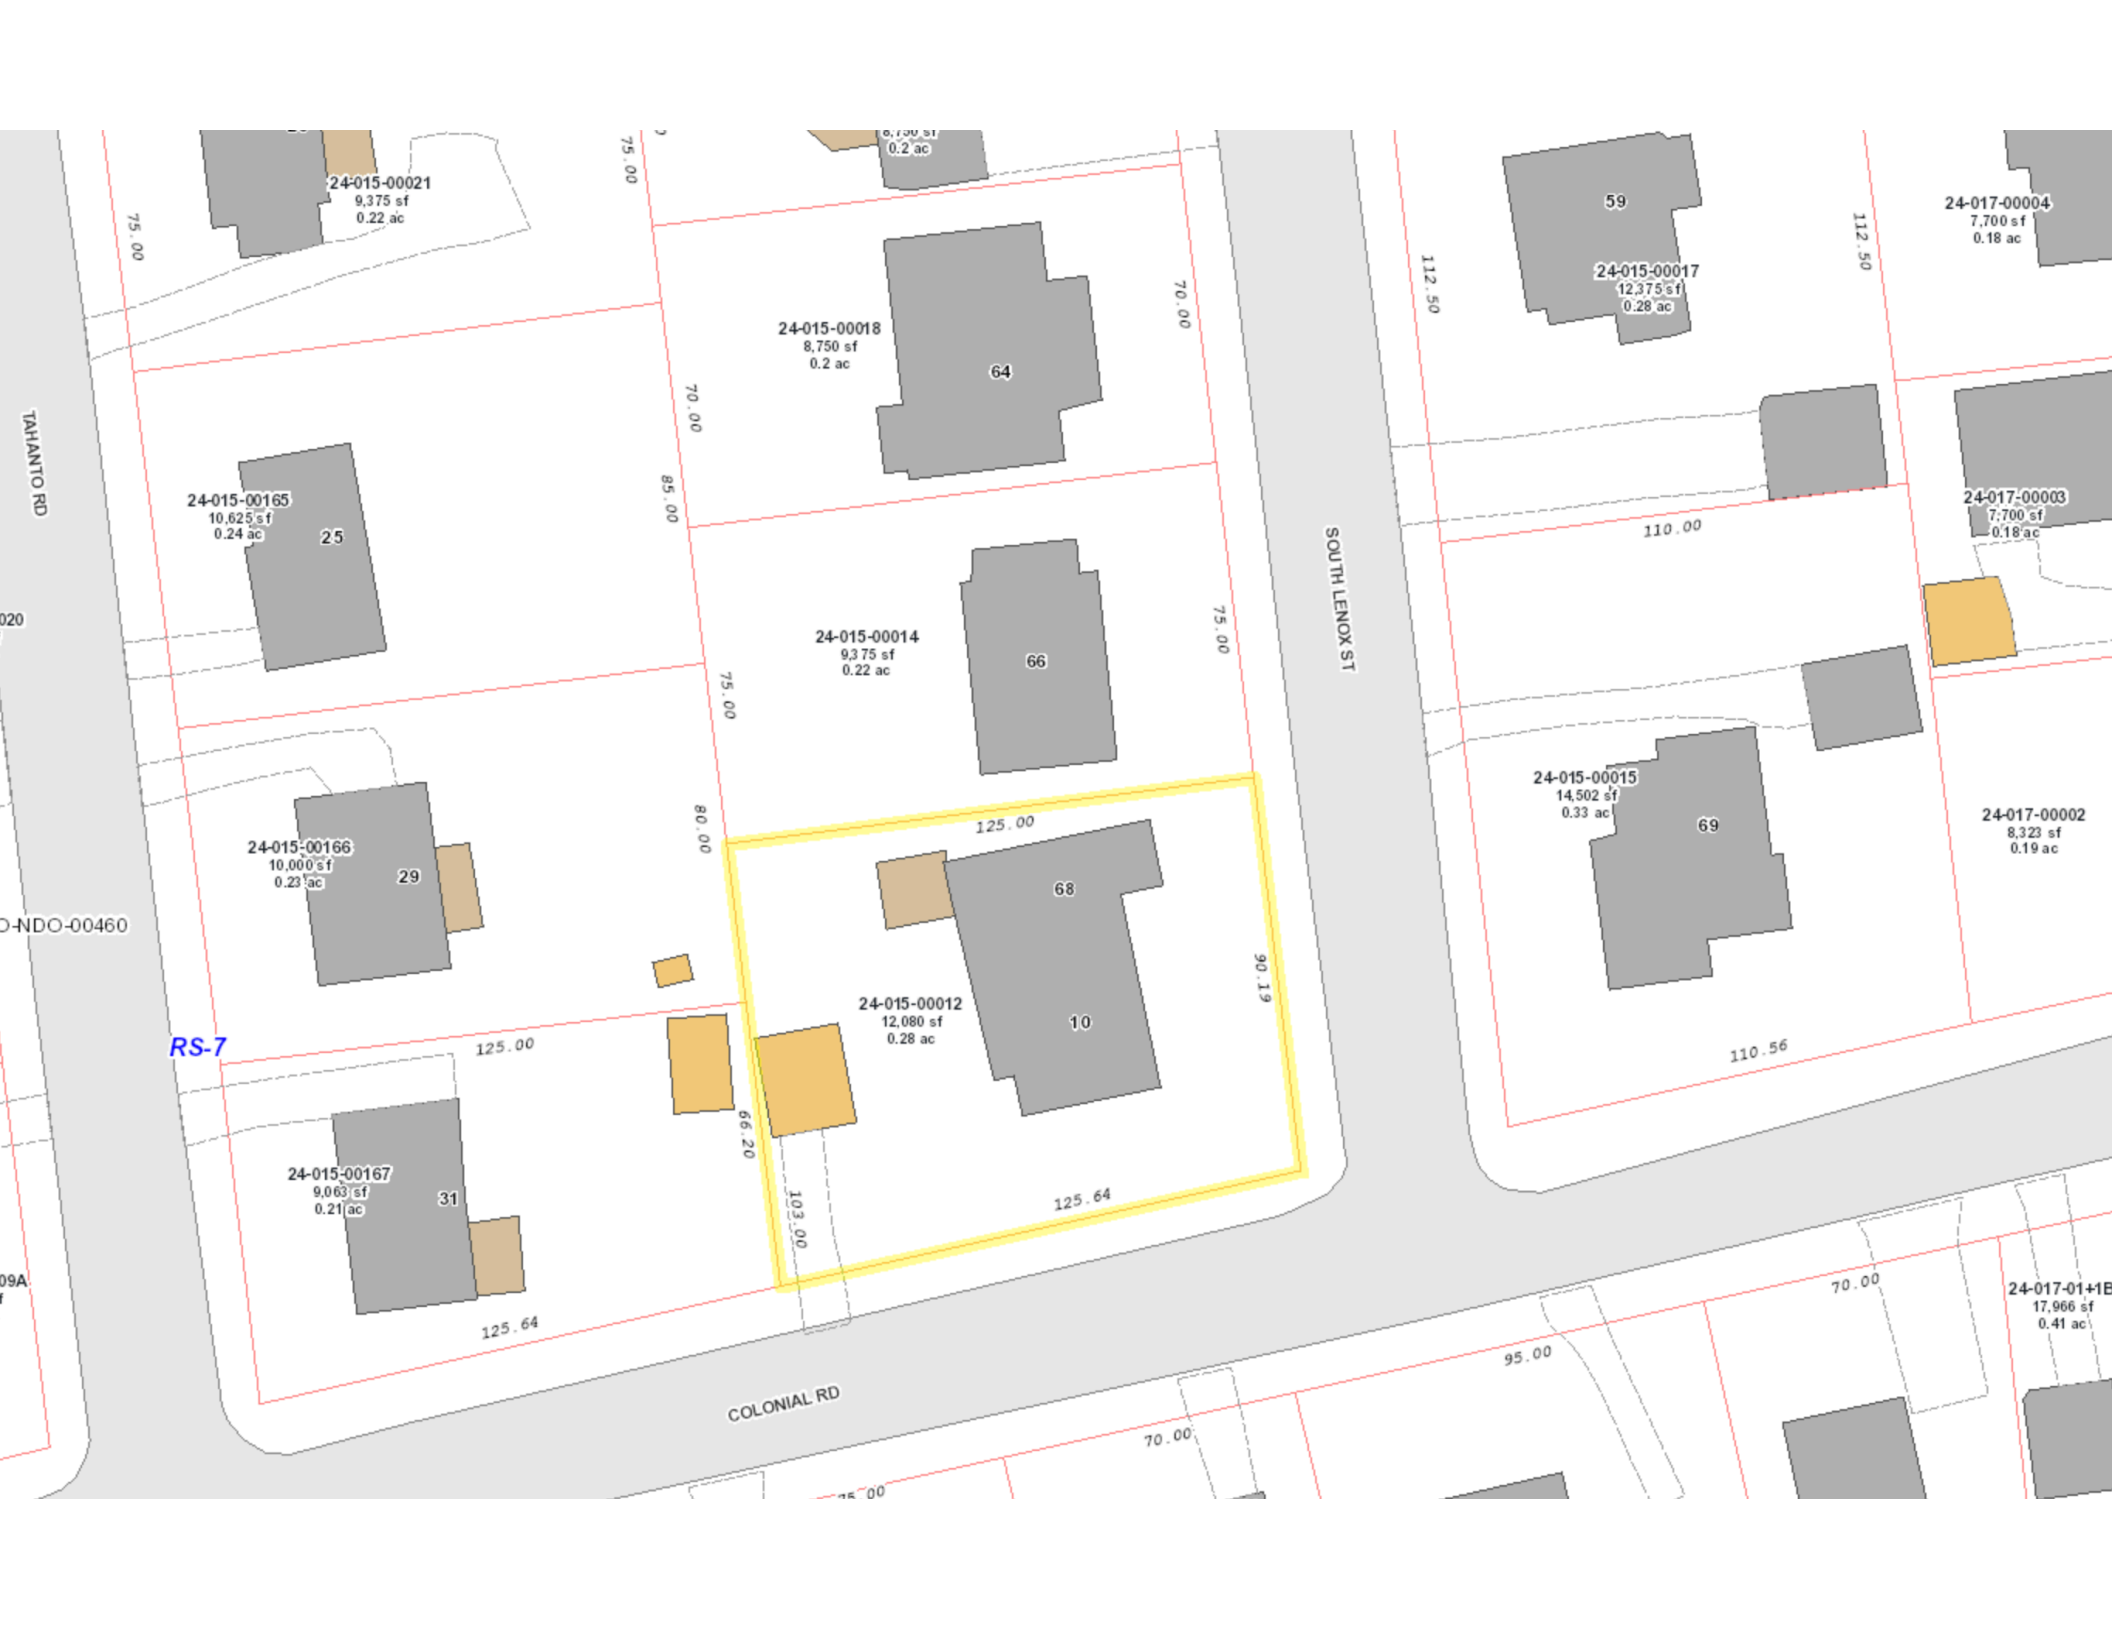 8,750 sf
0.2 ac
75.00
24-015-00021
9,375 sf
0.22 ac
75.00
59
24-017-00004
7,700 sf
0.18 ac
112.50
112.50
24-015-00017
12,375 sf
0.28 ac
70.00
24-015-00018
8,750 sf
0.2 ac
64
70.00
TAHANTO RD
85.00
24-015-00165
10,625 sf
0.24 ac
25
110.00
24-017-00003
7,700 sf
0.18 ac
SOUTH LENOX ST
020
75.00
24-015-00014
9,375 sf
0.22 ac
66
75.00
24-015-00015
14,502 sf
0.33 ac
69
24-017-00002
8,323 sf
0.19 ac
80.00
125.00
24-015-00166
10,000 sf
0.23 ac
29
68
O-NDO-00460
90.19
24-015-00012
12,080 sf
0.28 ac
10
RS-7
125.00
110.56
66.20
24-015-00167
9,063 sf
0.21 ac
31
103.00
125.64
09A
f
70.00
24-017-01+1B
17,966 sf
0.41 ac
125.64
95.00
COLONIAL RD
70.00
75.00